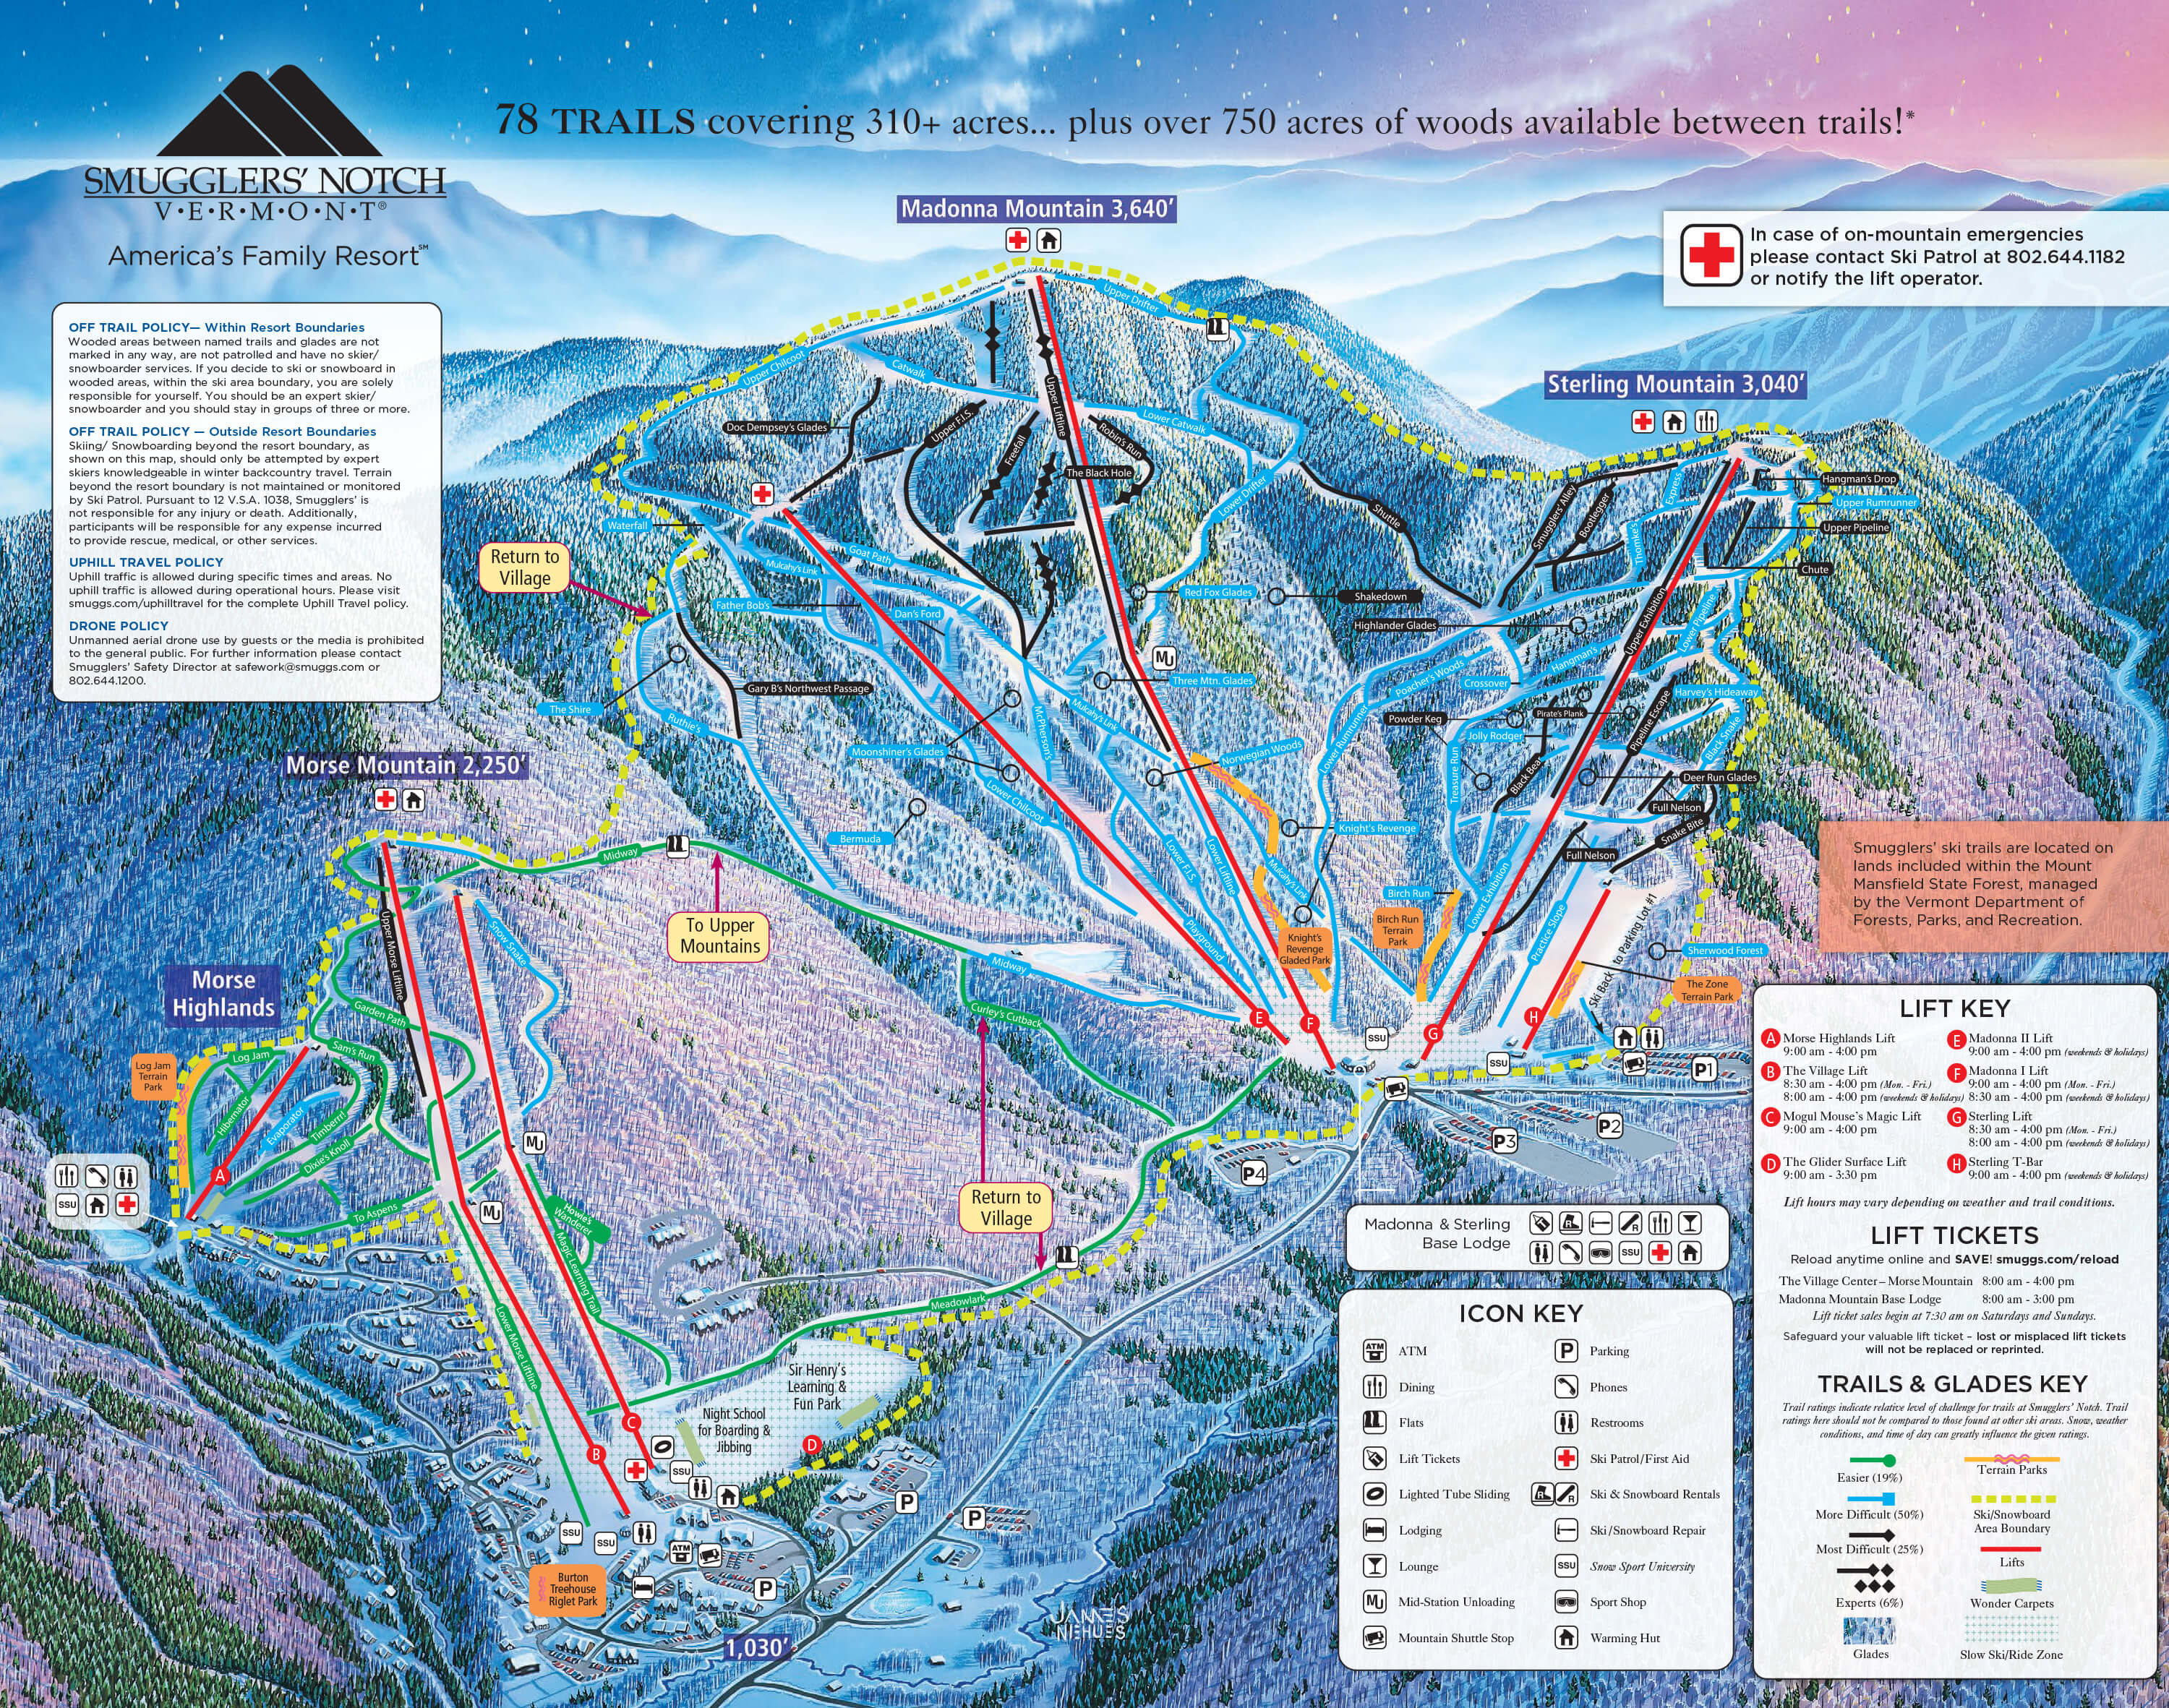 78 TRAILS covering 310+ acres... plus over 750 acres of woods available between trails!*
SMUGGLERS' NOTCH
V•E•R•M•O•N•T®
America's Family Resort℠
OFF TRAIL POLICY— Within Resort Boundaries
Wooded areas between named trails and glades are not
marked in any way, are not patrolled and have no skier/
snowboarder services. If you decide to ski or snowboard in
wooded areas, within the ski area boundary, you are solely
responsible for yourself. You should be an expert skier/
snowboarder and you should stay in groups of three or more.
OFF TRAIL POLICY — Outside Resort Boundaries
Skiing/ Snowboarding beyond the resort boundary, as
shown on this map, should only be attempted by expert
skiers knowledgeable in winter backcountry travel. Terrain
beyond the resort boundary is not maintained or monitored
by Ski Patrol. Pursuant to 12 V.S.A. 1038, Smugglers' is
not responsible for any injury or death. Additionally,
participants will be responsible for any expense incurred
to provide rescue, medical, or other services.
UPHILL TRAVEL POLICY
Uphill traffic is allowed during specific times and areas. No
uphill traffic is allowed during operational hours. Please visit
smuggs.com/uphilltravel for the complete Uphill Travel policy.
DRONE POLICY
Unmanned aerial drone use by guests or the media is prohibited
to the general public. For further information please contact
Smugglers' Safety Director at safework@smuggs.com or
802.644.1200.
In case of on-mountain emergencies
please contact Ski Patrol at 802.644.1182
or notify the lift operator.
Madonna Mountain 3,640'
Upper Drifter
Upper Chilcoot
Catwalk
Lower Catwalk
Upper Liftline
Doc Dempsey's Glades
Upper F.I.S.
Freefall
Robin's Run
The Black Hole
Lower Drifter
Shuttle
Waterfall
Return to
Village
Goat Path
Mulcahy's Link
Father Bob's
Dan's Ford
Red Fox Glades
Shakedown
Highlander Glades
The Shire
Gary B's Northwest Passage
Ruthie's
Three Mtn. Glades
McPherson's
Mulcahy's Link
Moonshiner's Glades
Norwegian Woods
Lower Chilcoot
Bermuda
Knight's Revenge
Lower F.I.S.
Lower Liftline
Mulcahy's Link
Playground
Knight's
Revenge
Gladed Park
E
F
Sterling Mountain 3,040'
Hangman's Drop
Upper Rumrunner
Upper Pipeline
Chute
Smugglers' Alley
Bootlegger
Thomke's
Express
Upper Exhibition
Lower Pipeline
Poacher's Woods
Crossover
Hangman's
Harvey's Hideaway
Powder Keg
Pirate's Plank
Jolly Rodger
Pipeline Escape
Black Snake
Lower Rumrunner
Treasure Run
Black Bear
Deer Run Glades
Full Nelson
Snake Bite
Full Nelson
Birch Run
Birch Run
Terrain
Park
Lower Exhibition
Practice Slope
Ski Back to Parking Lot #1
Sherwood Forest
The Zone
Terrain Park
G
H
SSU
SSU
P1
P2
P3
P4
Smugglers' ski trails are located on
lands included within the Mount
Mansfield State Forest, managed
by the Vermont Department of
Forests, Parks, and Recreation.
Morse Mountain 2,250'
Midway
To Upper
Mountains
Midway
Curley's Cutback
Return to
Village
Meadowlark
Snow Snake
Upper Morse Liftline
Morse
Highlands
Garden Path
Sam's Run
Log Jam
Log Jam
Terrain
Park
Hibernator
Evaporator
Timberrr!
Dixie's Knoll
A
To Aspens
SSU
MJ
MJ
MJ
Howie's
Wanderer
Magic Learning Trail
Lower Morse Liftline
Sir Henry's
Learning &
Fun Park
Night School
for Boarding &
Jibbing
B
C
D
SSU
SSU
SSU
ATM
P
P
P
Burton
Treehouse
Riglet Park
1,030'
JAMES
NIEHUES
Madonna & Sterling
Base Lodge
SSU
ICON KEY
ATM ATM
Dining
Flats
Lift Tickets
Lighted Tube Sliding
Lodging
Lounge
MJ Mid-Station Unloading
Mountain Shuttle Stop
P Parking
Phones
Restrooms
Ski Patrol/First Aid
Ski & Snowboard Rentals
Ski/Snowboard Repair
SSU Snow Sport University
Sport Shop
Warming Hut
LIFT KEY
A Morse Highlands Lift
9:00 am - 4:00 pm
B The Village Lift
8:30 am - 4:00 pm (Mon. - Fri.)
8:00 am - 4:00 pm (weekends & holidays)
C Mogul Mouse's Magic Lift
9:00 am - 4:00 pm
D The Glider Surface Lift
9:00 am - 3:30 pm
E Madonna II Lift
9:00 am - 4:00 pm (weekends & holidays)
F Madonna I Lift
9:00 am - 4:00 pm (Mon. - Fri.)
8:30 am - 4:00 pm (weekends & holidays)
G Sterling Lift
8:30 am - 4:00 pm (Mon. - Fri.)
8:00 am - 4:00 pm (weekends & holidays)
H Sterling T-Bar
9:00 am - 4:00 pm (weekends & holidays)
Lift hours may vary depending on weather and trail conditions.
LIFT TICKETS
Reload anytime online and SAVE! smuggs.com/reload
The Village Center – Morse Mountain 8:00 am - 4:00 pm
Madonna Mountain Base Lodge 8:00 am - 3:00 pm
Lift ticket sales begin at 7:30 am on Saturdays and Sundays.
Safeguard your valuable lift ticket – lost or misplaced lift tickets
will not be replaced or reprinted.
TRAILS & GLADES KEY
Trail ratings indicate relative level of challenge for trails at Smugglers' Notch. Trail
ratings here should not be compared to those found at other ski areas. Snow, weather
conditions, and time of day can greatly influence the given ratings.
Easier (19%)
More Difficult (50%)
Most Difficult (25%)
Experts (6%)
Glades
Terrain Parks
Ski/Snowboard
Area Boundary
Lifts
Wonder Carpets
Slow Ski/Ride Zone